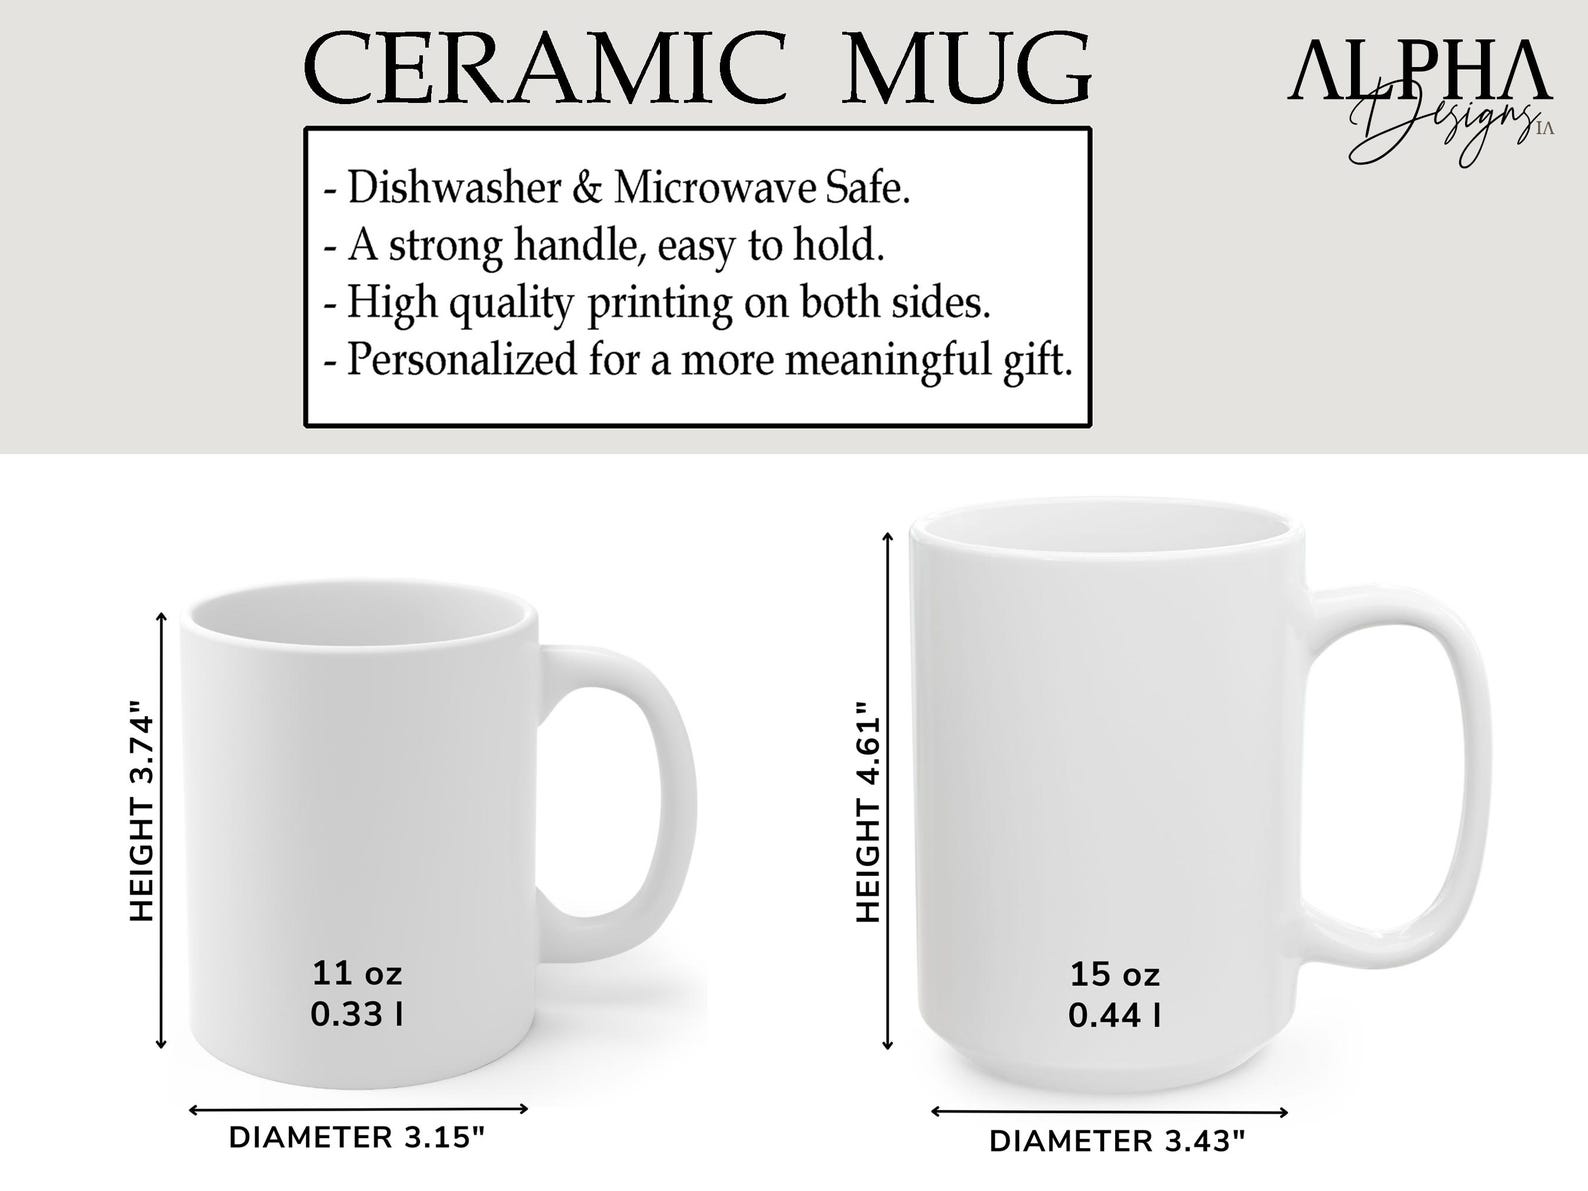 CERAMIC MUG
ALPHA
Designs IA
- Dishwasher & Microwave Safe.
- A strong handle, easy to hold.
- High quality printing on both sides.
- Personalized for a more meaningful gift.
HEIGHT 3.74"
11 oz
0.33 l
DIAMETER 3.15"
HEIGHT 4.61"
15 oz
0.44 l
DIAMETER 3.43"